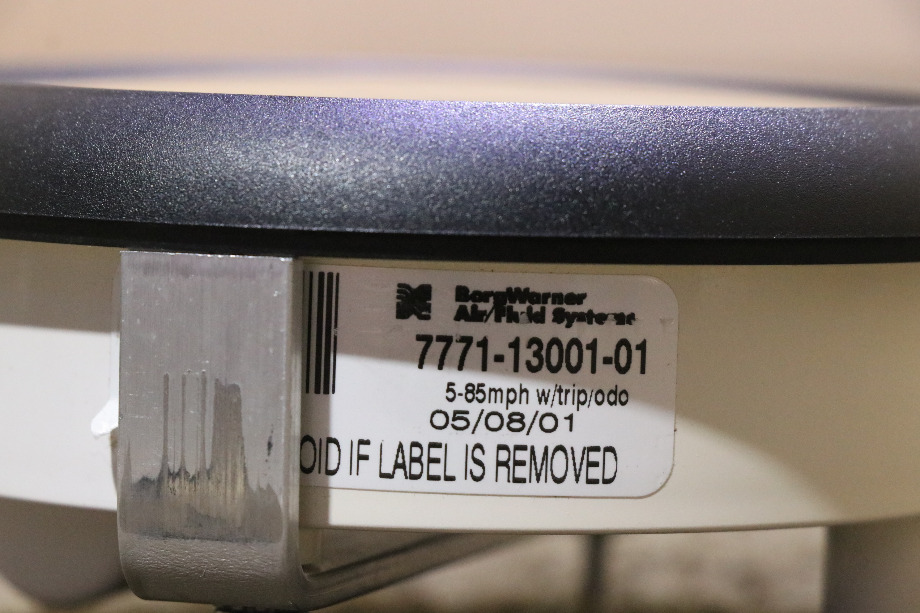 BorgWarner
Air/Fluid Systems
7771-13001-01
5-85mph w/trip/odo
05/08/01
OID IF LABEL IS REMOVED